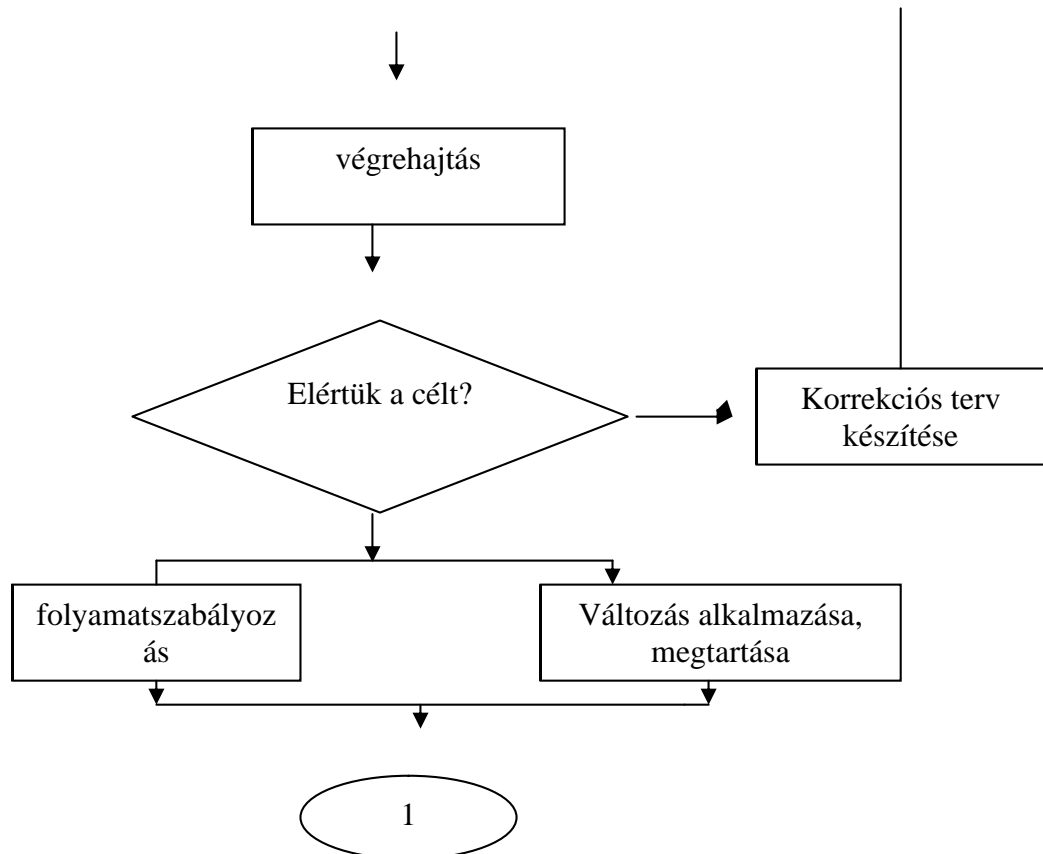 végrehajtás
Elértük a célt?
Korrekciós terv
készítése
folyamatszabályoz
ás
Változás alkalmazása,
megtartása
1